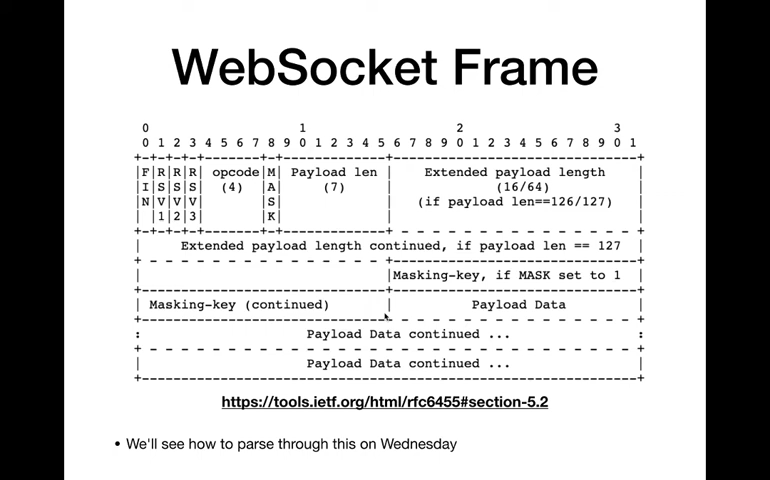 WebSocket Frame
 0                   1                   2                   3
 0 1 2 3 4 5 6 7 8 9 0 1 2 3 4 5 6 7 8 9 0 1 2 3 4 5 6 7 8 9 0 1
+-+-+-+-+-------+-+-------------+-------------------------------+
|F|R|R|R| opcode|M| Payload len |    Extended payload length    |
|I|S|S|S|  (4)  |A|     (7)     |             (16/64)           |
|N|V|V|V|       |S|             |   (if payload len==126/127)   |
| |1|2|3|       |K|             |                               |
+-+-+-+-+-------+-+-------------+ - - - - - - - - - - - - - - - +
|     Extended payload length continued, if payload len == 127  |
+ - - - - - - - - - - - - - - - +-------------------------------+
|                               |Masking-key, if MASK set to 1  |
+-------------------------------+-------------------------------+
| Masking-key (continued)       |          Payload Data         |
+-------------------------------- - - - - - - - - - - - - - - - +
:                     Payload Data continued ...                :
+ - - - - - - - - - - - - - - - - - - - - - - - - - - - - - - - +
|                     Payload Data continued ...                |
+---------------------------------------------------------------+
https://tools.ietf.org/html/rfc6455#section-5.2
• We'll see how to parse through this on Wednesday